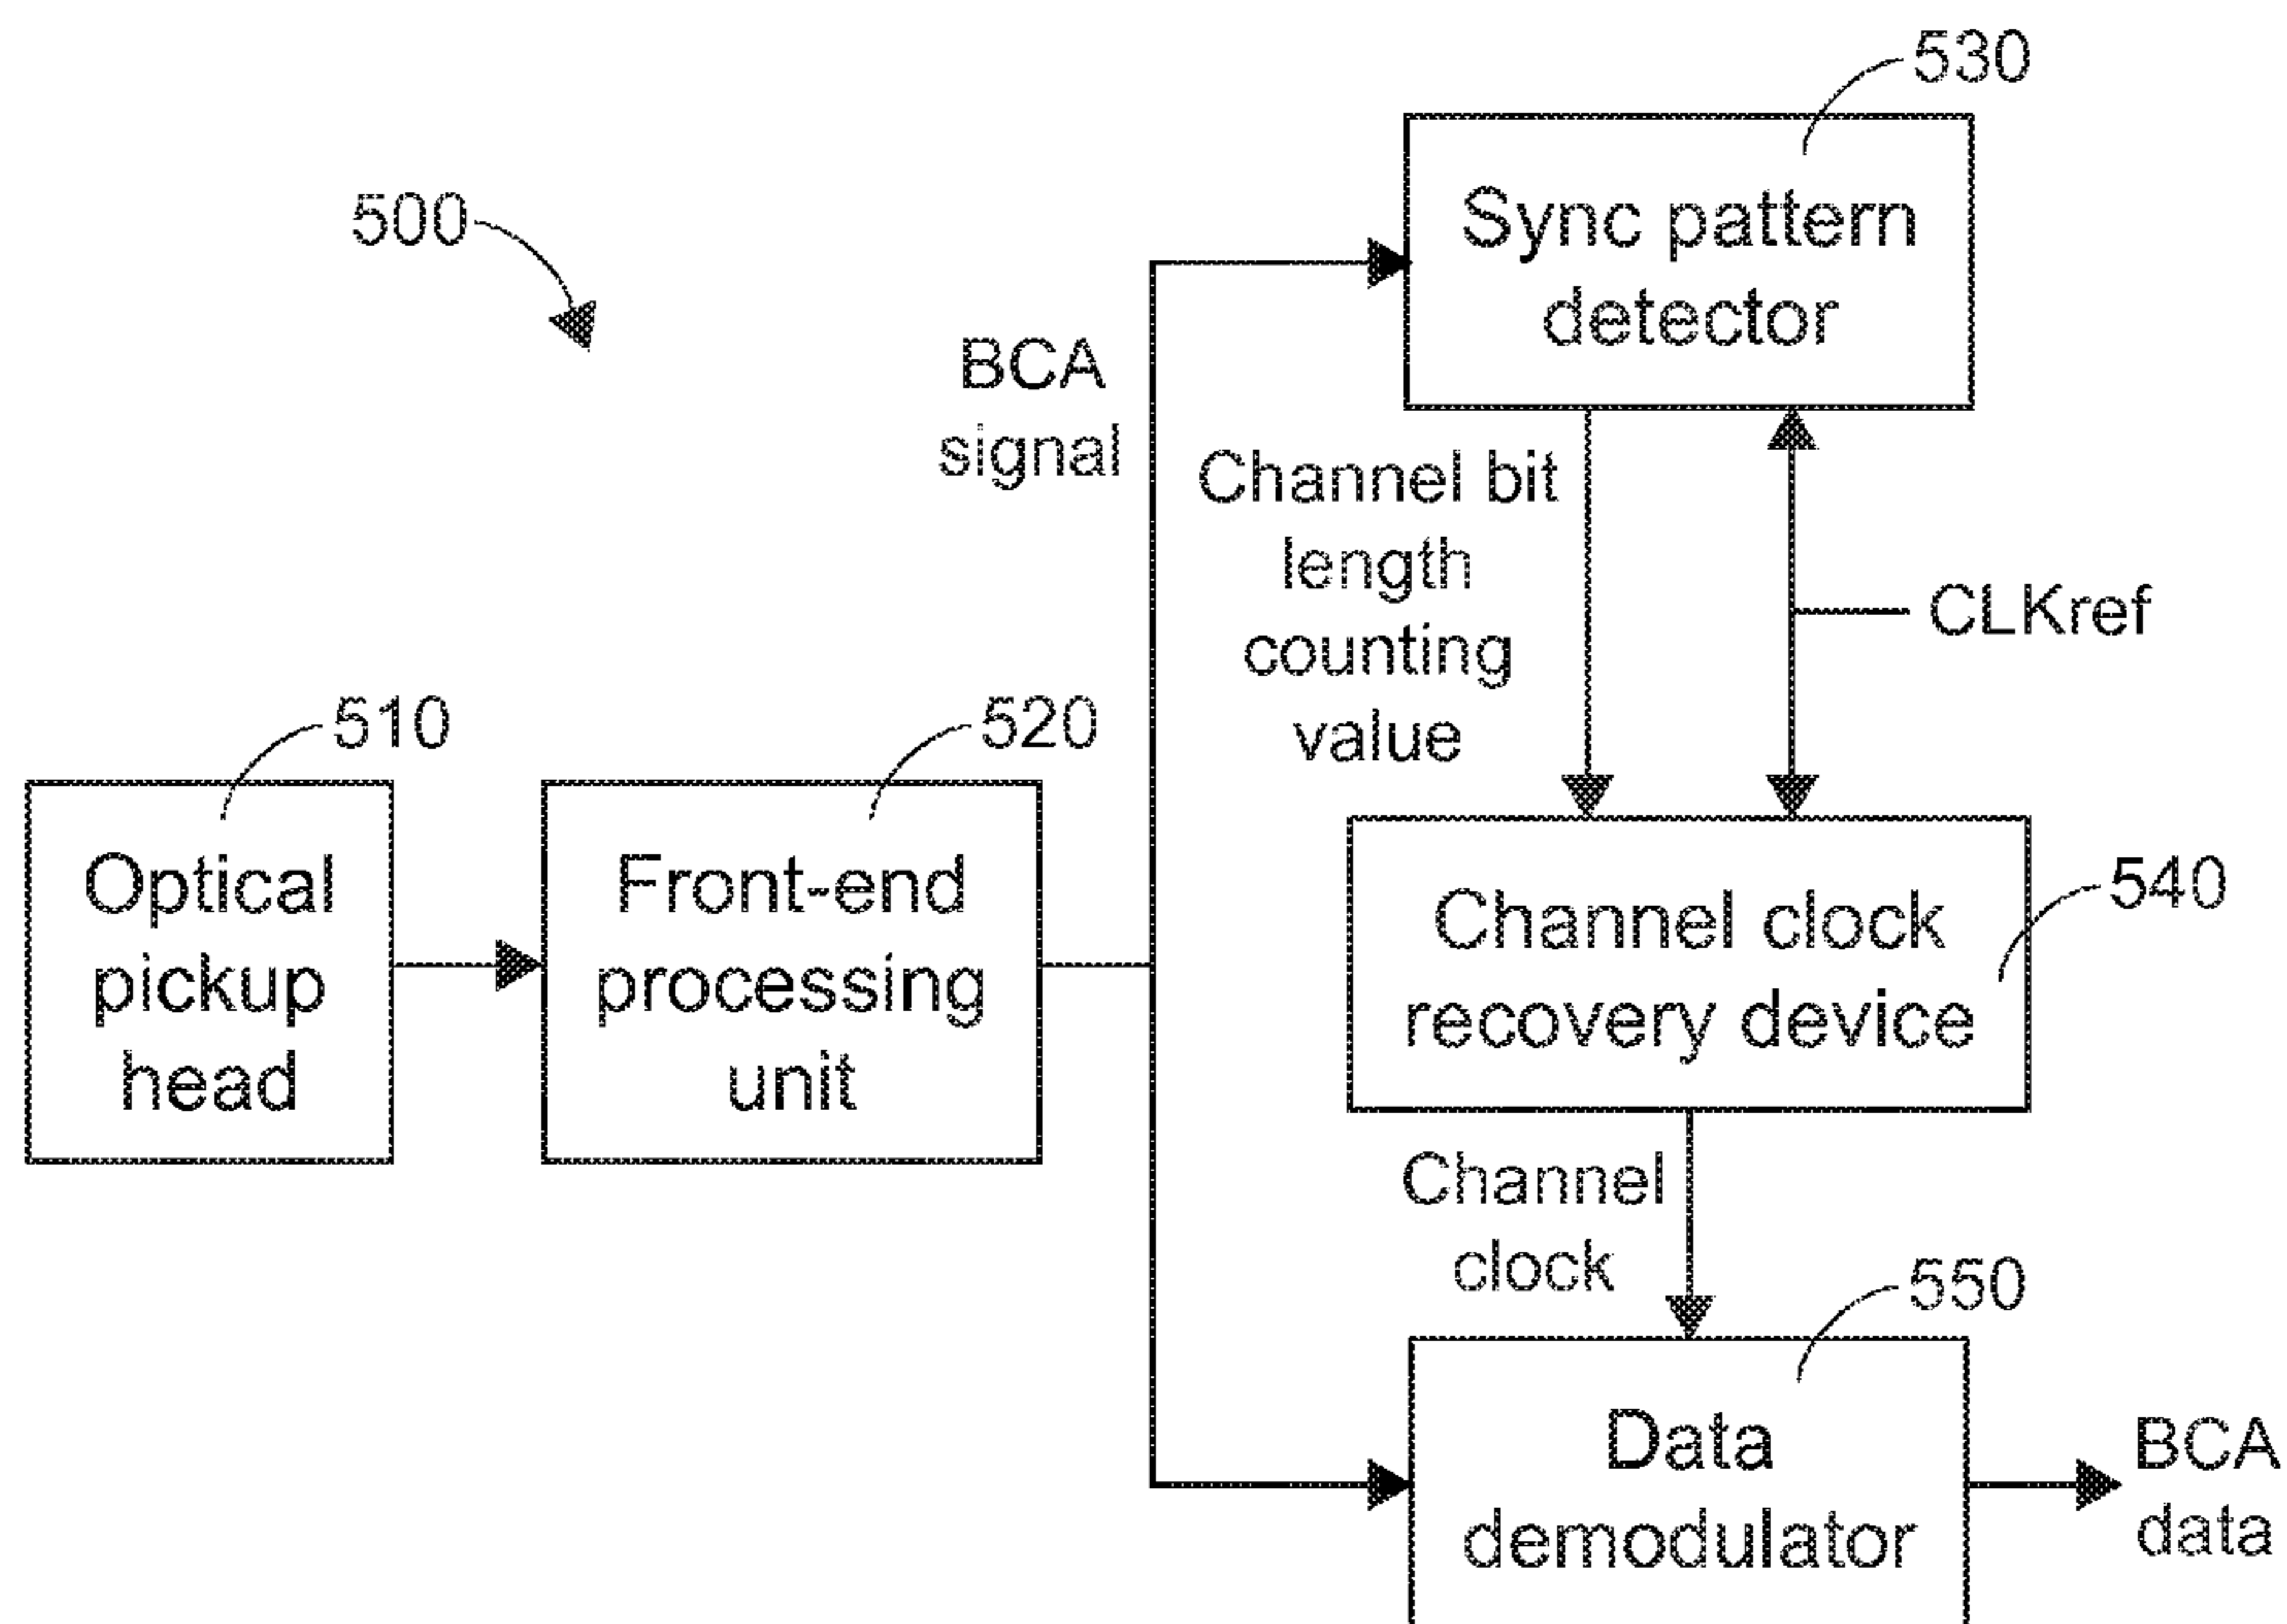 530
Sync pattern
detector
500
BCA
signal
Channel bit
length
counting
value
CLKref
510
Optical
pickup
head
520
Front-end
processing
unit
540
Channel clock
recovery device
Channel
clock
550
Data
demodulator
BCA
data